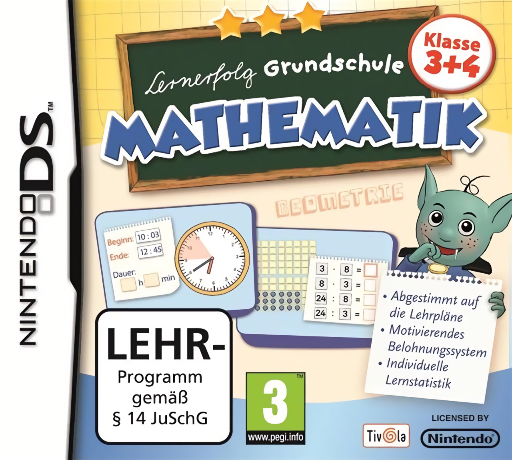 Lernerfolg Grundschule
Klasse
3+4
MATHEMATIK
GEOMETRIE
NINTENDO DS™
Beginn: 10:03
Ende: 12:45
Dauer: h min
3 · 8 =
8 · 3 =
24 : 8 =
24 : 3 =
• Abgestimmt auf
die Lehrpläne
• Motivierendes
Belohnungssystem
• Individuelle
Lernstatistik
LEHR-
Programm
gemäß
§ 14 JuSchG
3
www.pegi.info
Tivola
LICENSED BY
Nintendo